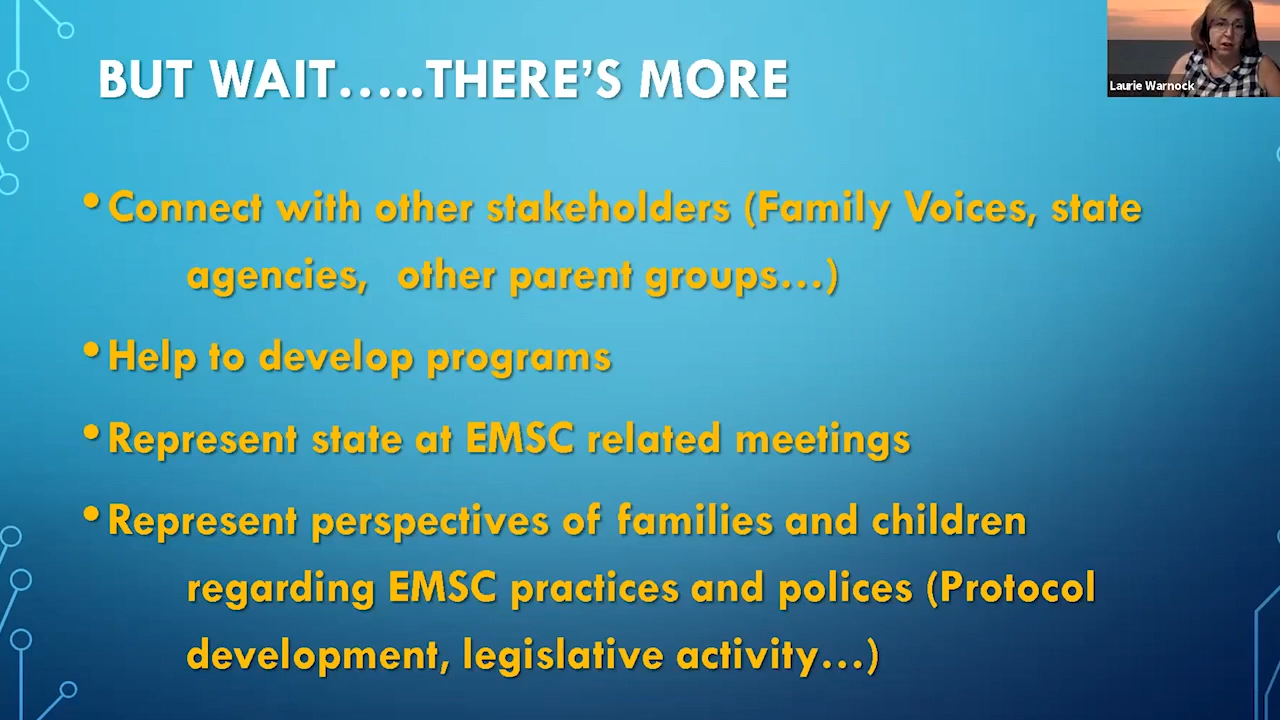 BUT WAIT…..THERE’S MORE
Laurie Warnock
• Connect with other stakeholders (Family Voices, state
agencies, other parent groups…)
• Help to develop programs
• Represent state at EMSC related meetings
• Represent perspectives of families and children
regarding EMSC practices and polices (Protocol
development, legislative activity…)